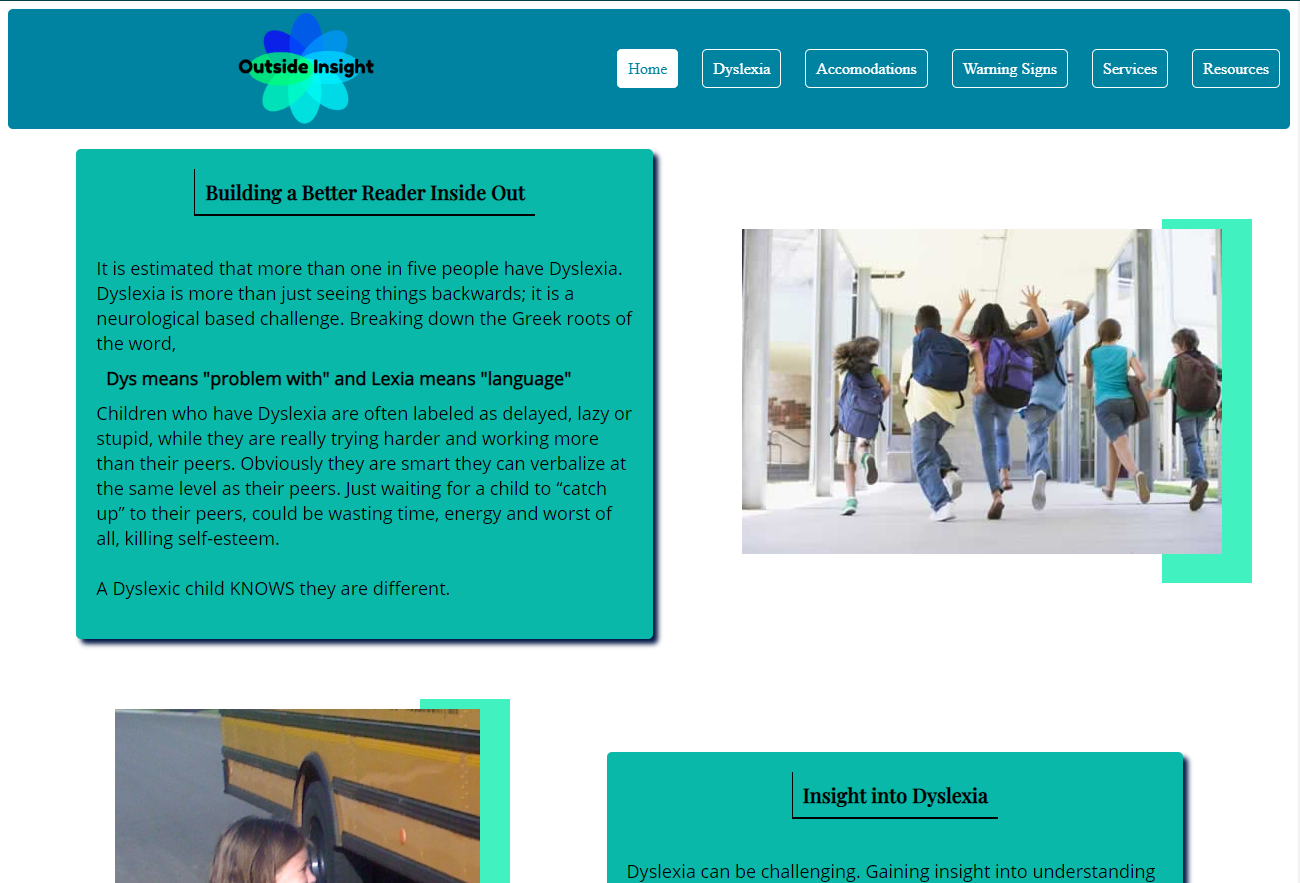 Outside Insight
Home
Dyslexia
Accomodations
Warning Signs
Services
Resources
Building a Better Reader Inside Out
It is estimated that more than one in five people have Dyslexia.
Dyslexia is more than just seeing things backwards; it is a
neurological based challenge. Breaking down the Greek roots of
the word,
Dys means "problem with" and Lexia means "language"
Children who have Dyslexia are often labeled as delayed, lazy or
stupid, while they are really trying harder and working more
than their peers. Obviously they are smart they can verbalize at
the same level as their peers. Just waiting for a child to “catch
up” to their peers, could be wasting time, energy and worst of
all, killing self-esteem.
A Dyslexic child KNOWS they are different.
Insight into Dyslexia
Dyslexia can be challenging. Gaining insight into understanding